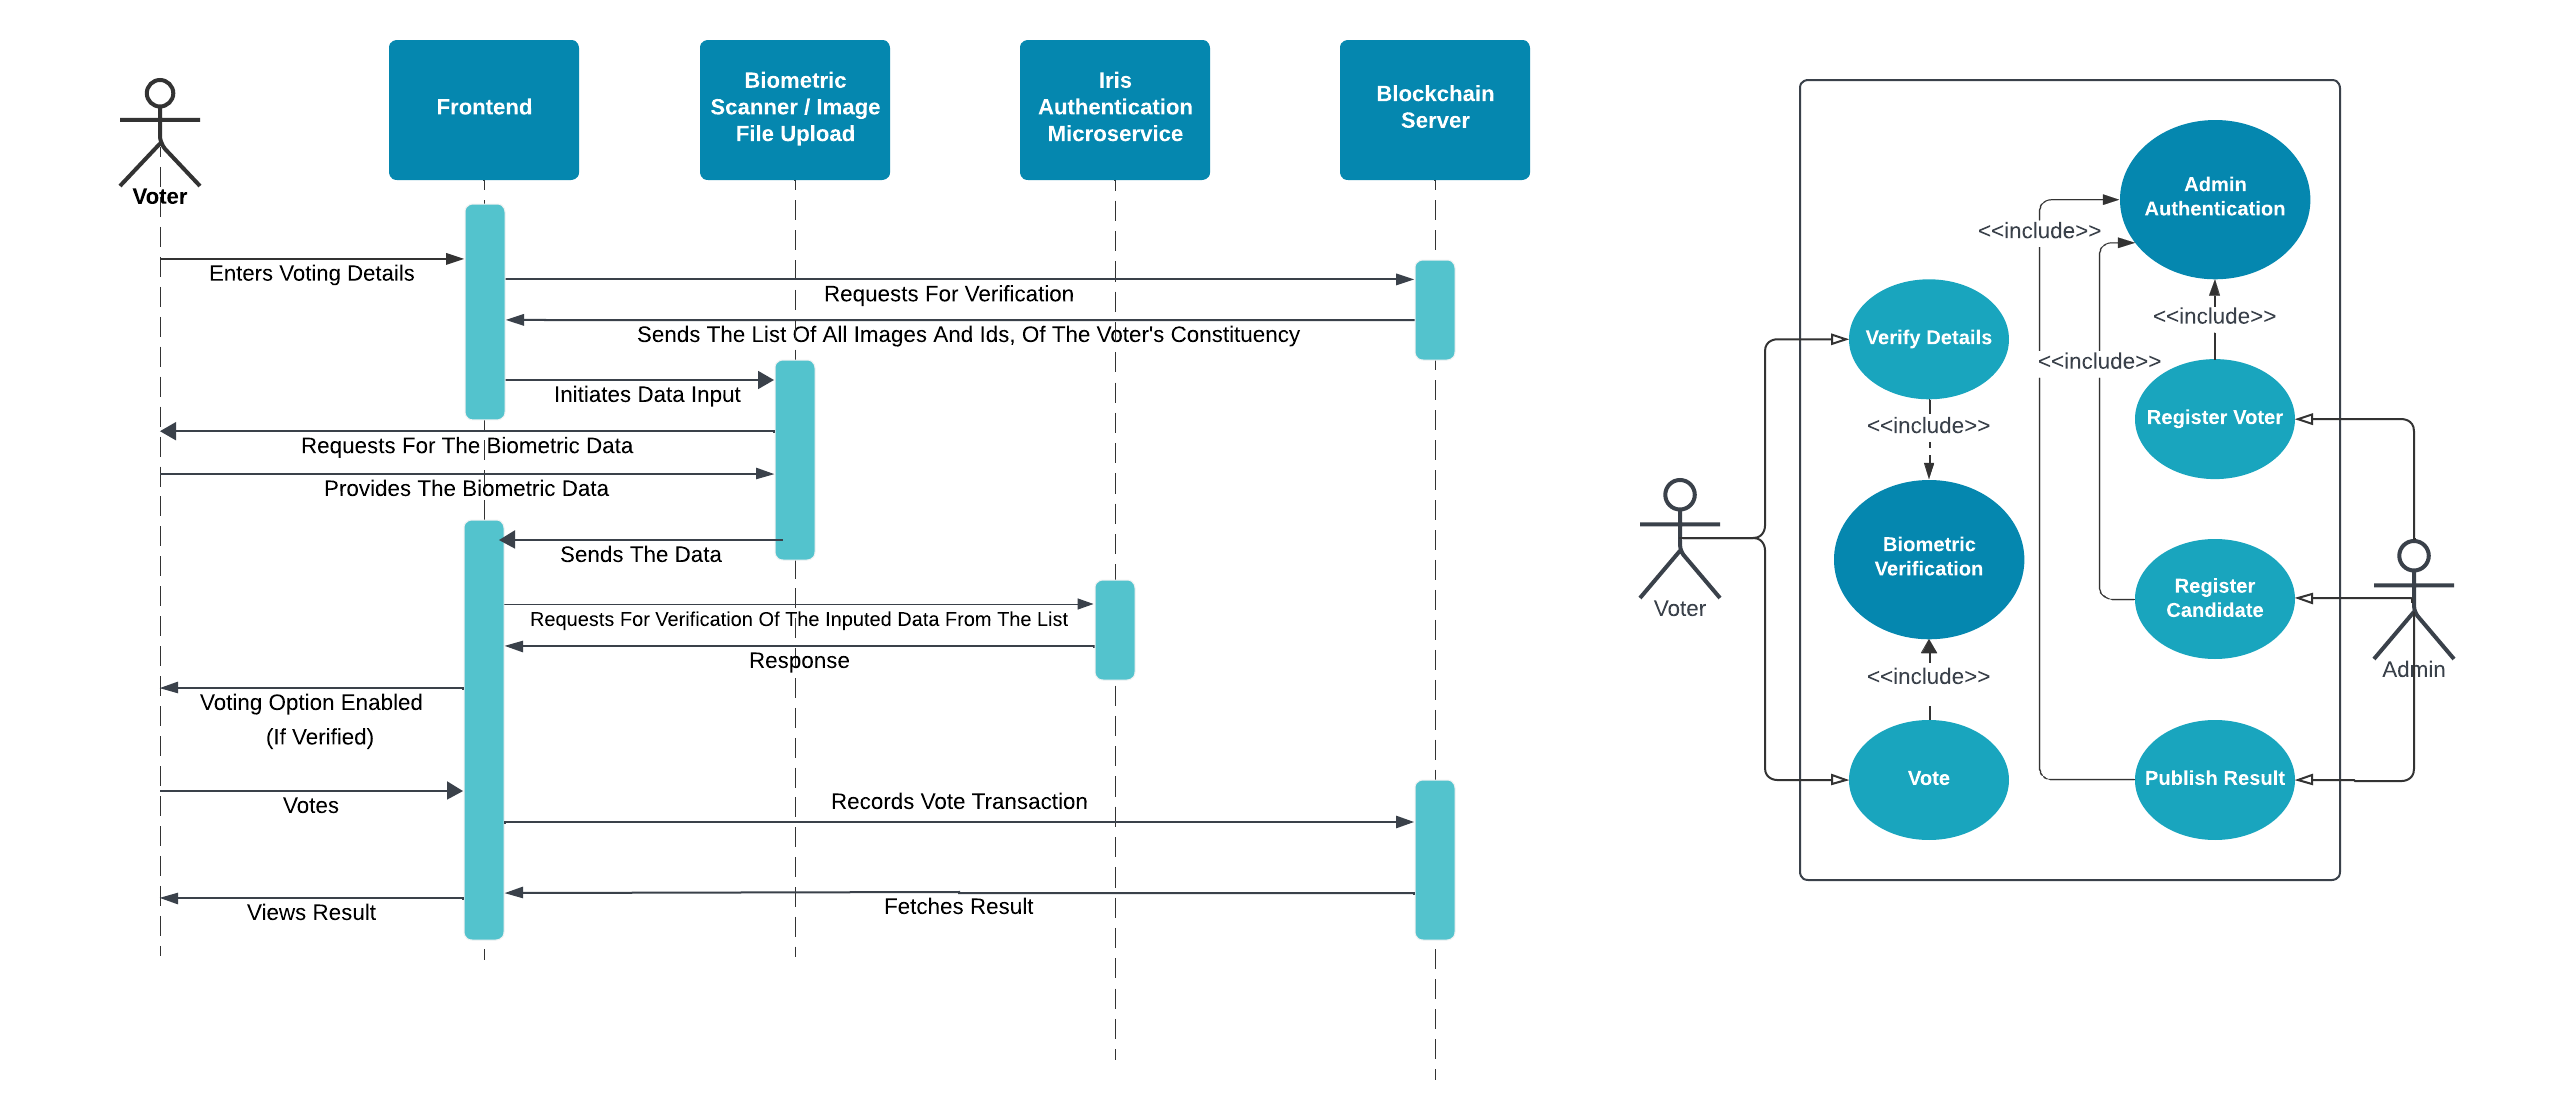 Voter
Frontend
Biometric
Scanner / Image
File Upload
Iris
Authentication
Microservice
Blockchain
Server
Enters Voting Details
Requests For Verification
Sends The List Of All Images And Ids, Of The Voter's Constituency
Initiates Data Input
Requests For The Biometric Data
Provides The Biometric Data
Sends The Data
Requests For Verification Of The Inputed Data From The List
Response
Voting Option Enabled
(If Verified)
Votes
Records Vote Transaction
Fetches Result
Views Result
Admin
Authentication
<<include>>
<<include>>
Verify Details
<<include>>
Register Voter
<<include>>
Biometric
Verification
Register
Candidate
Voter
Admin
<<include>>
Vote
Publish Result